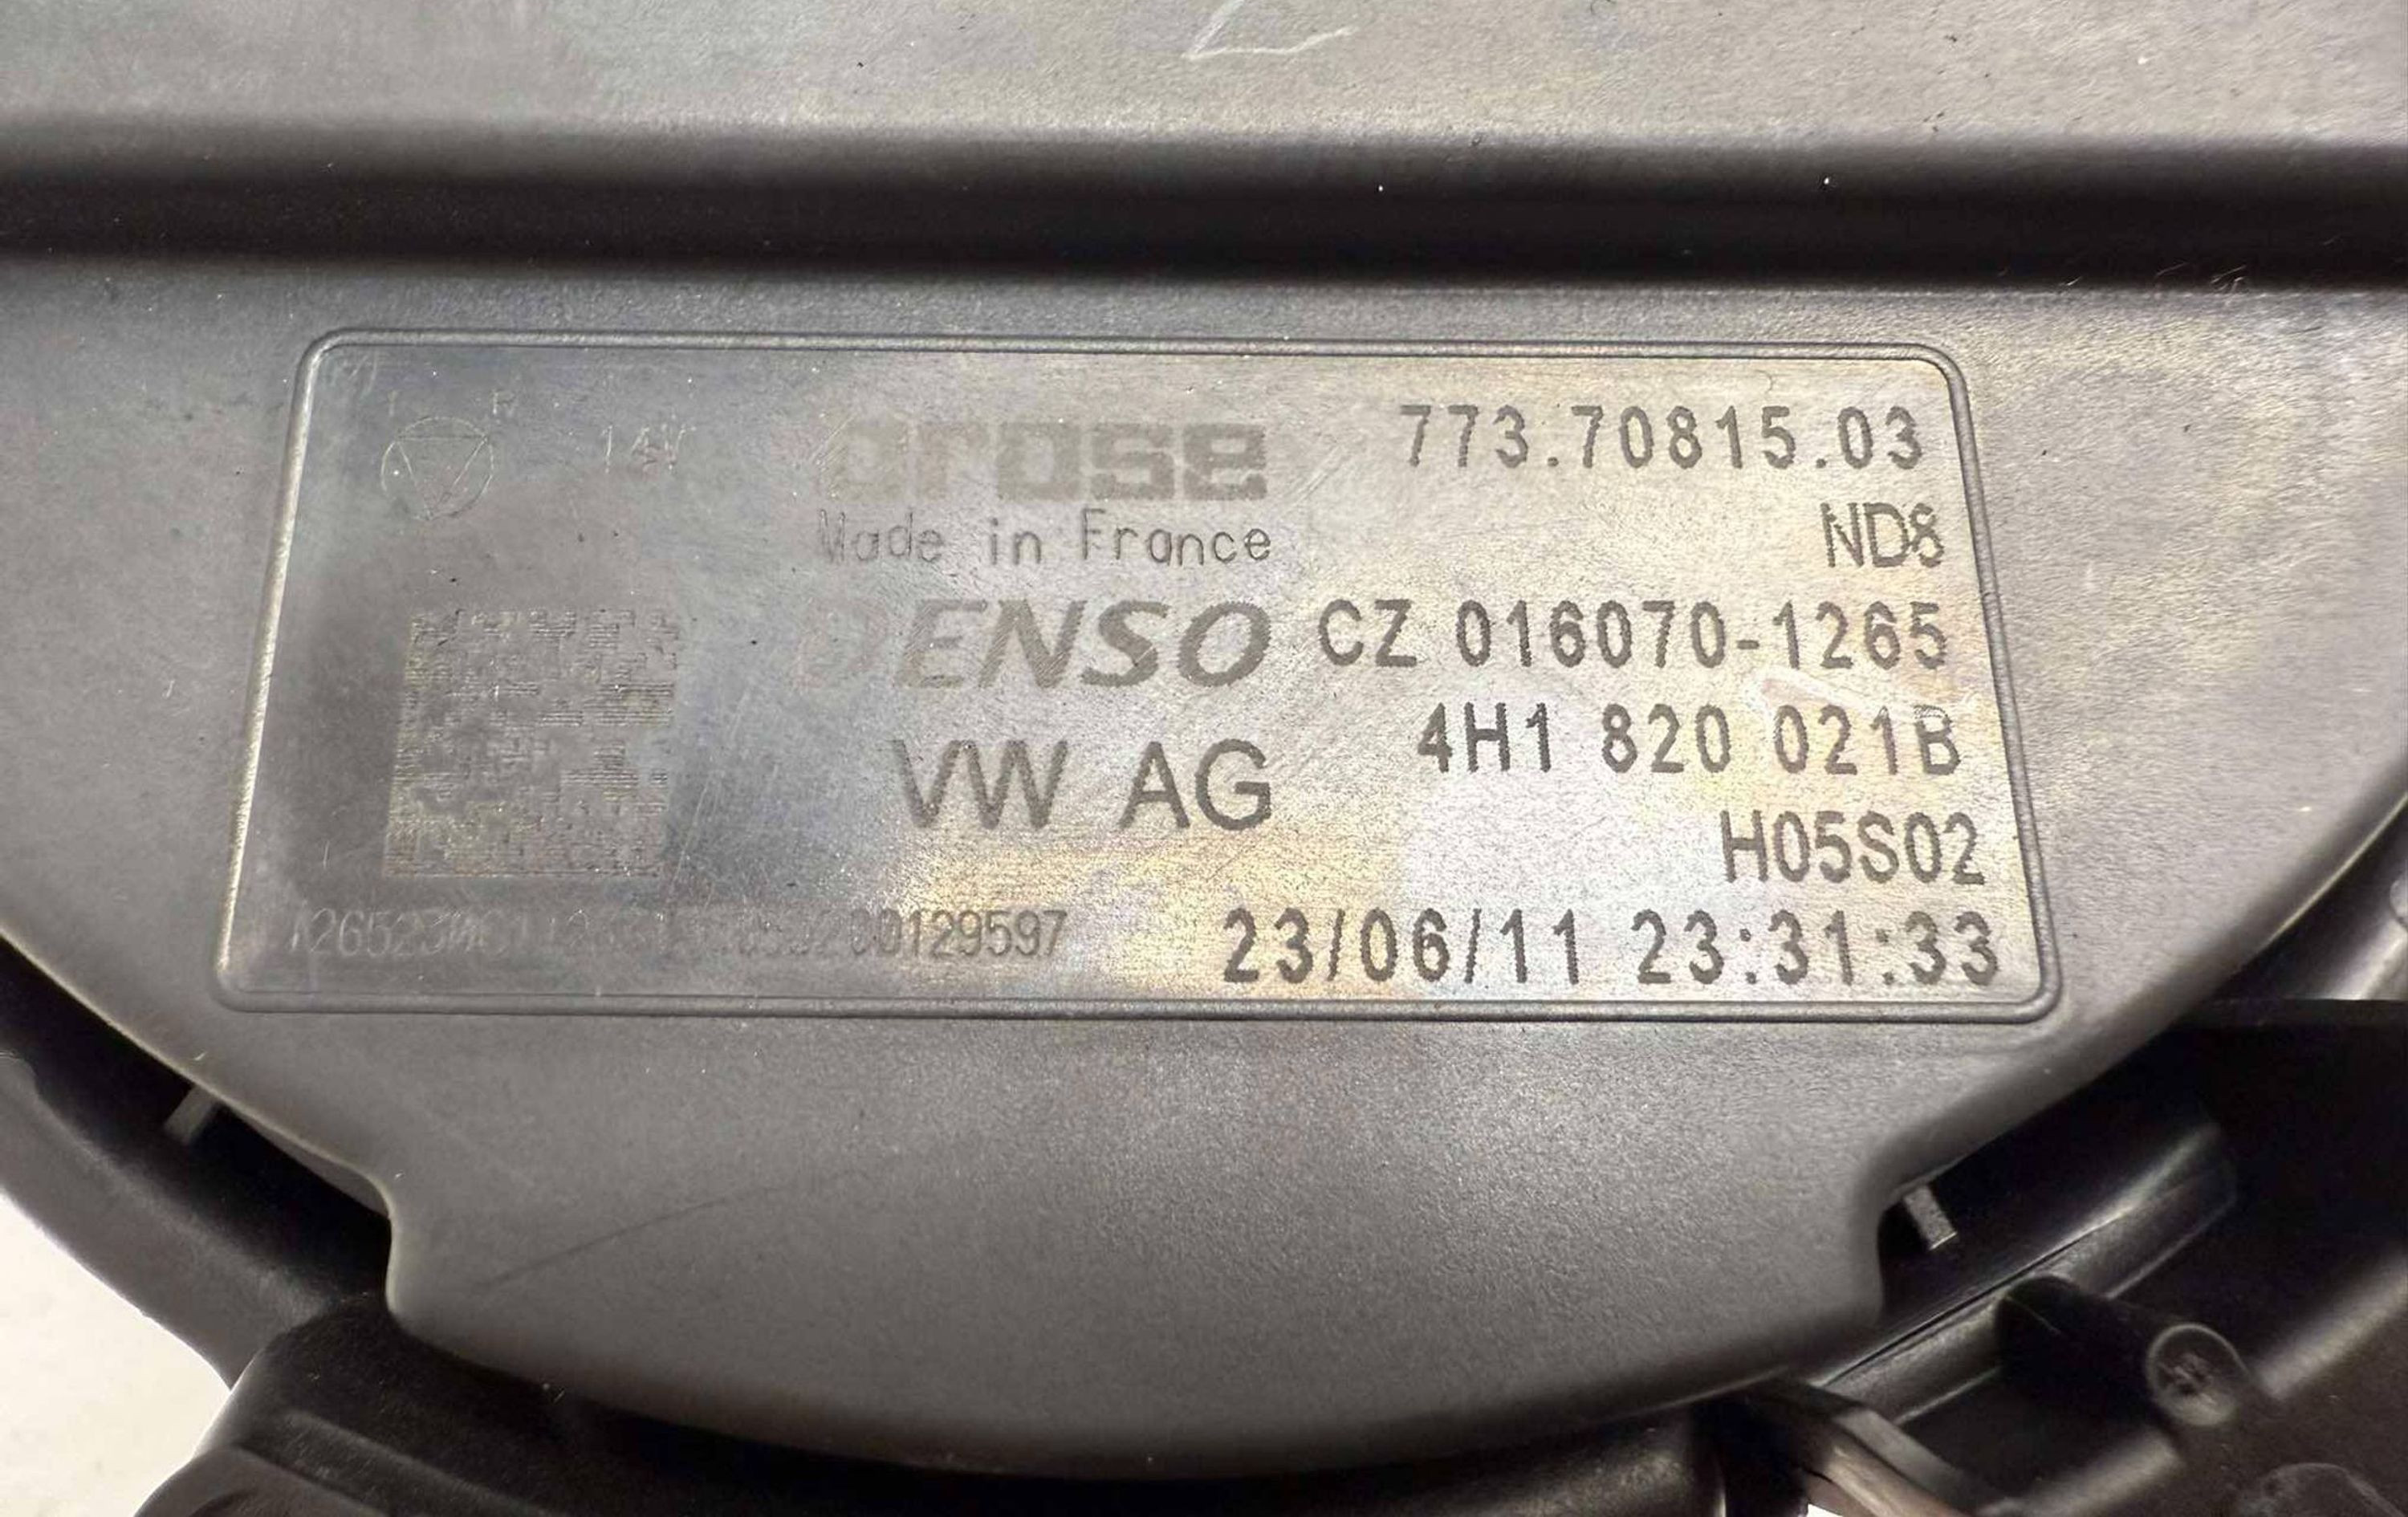 14V brose 773.70815.03
Made in France ND8
DENSO CZ 016070-1265
VW AG 4H1 820 021B
H05S02
23/06/11 23:31:33